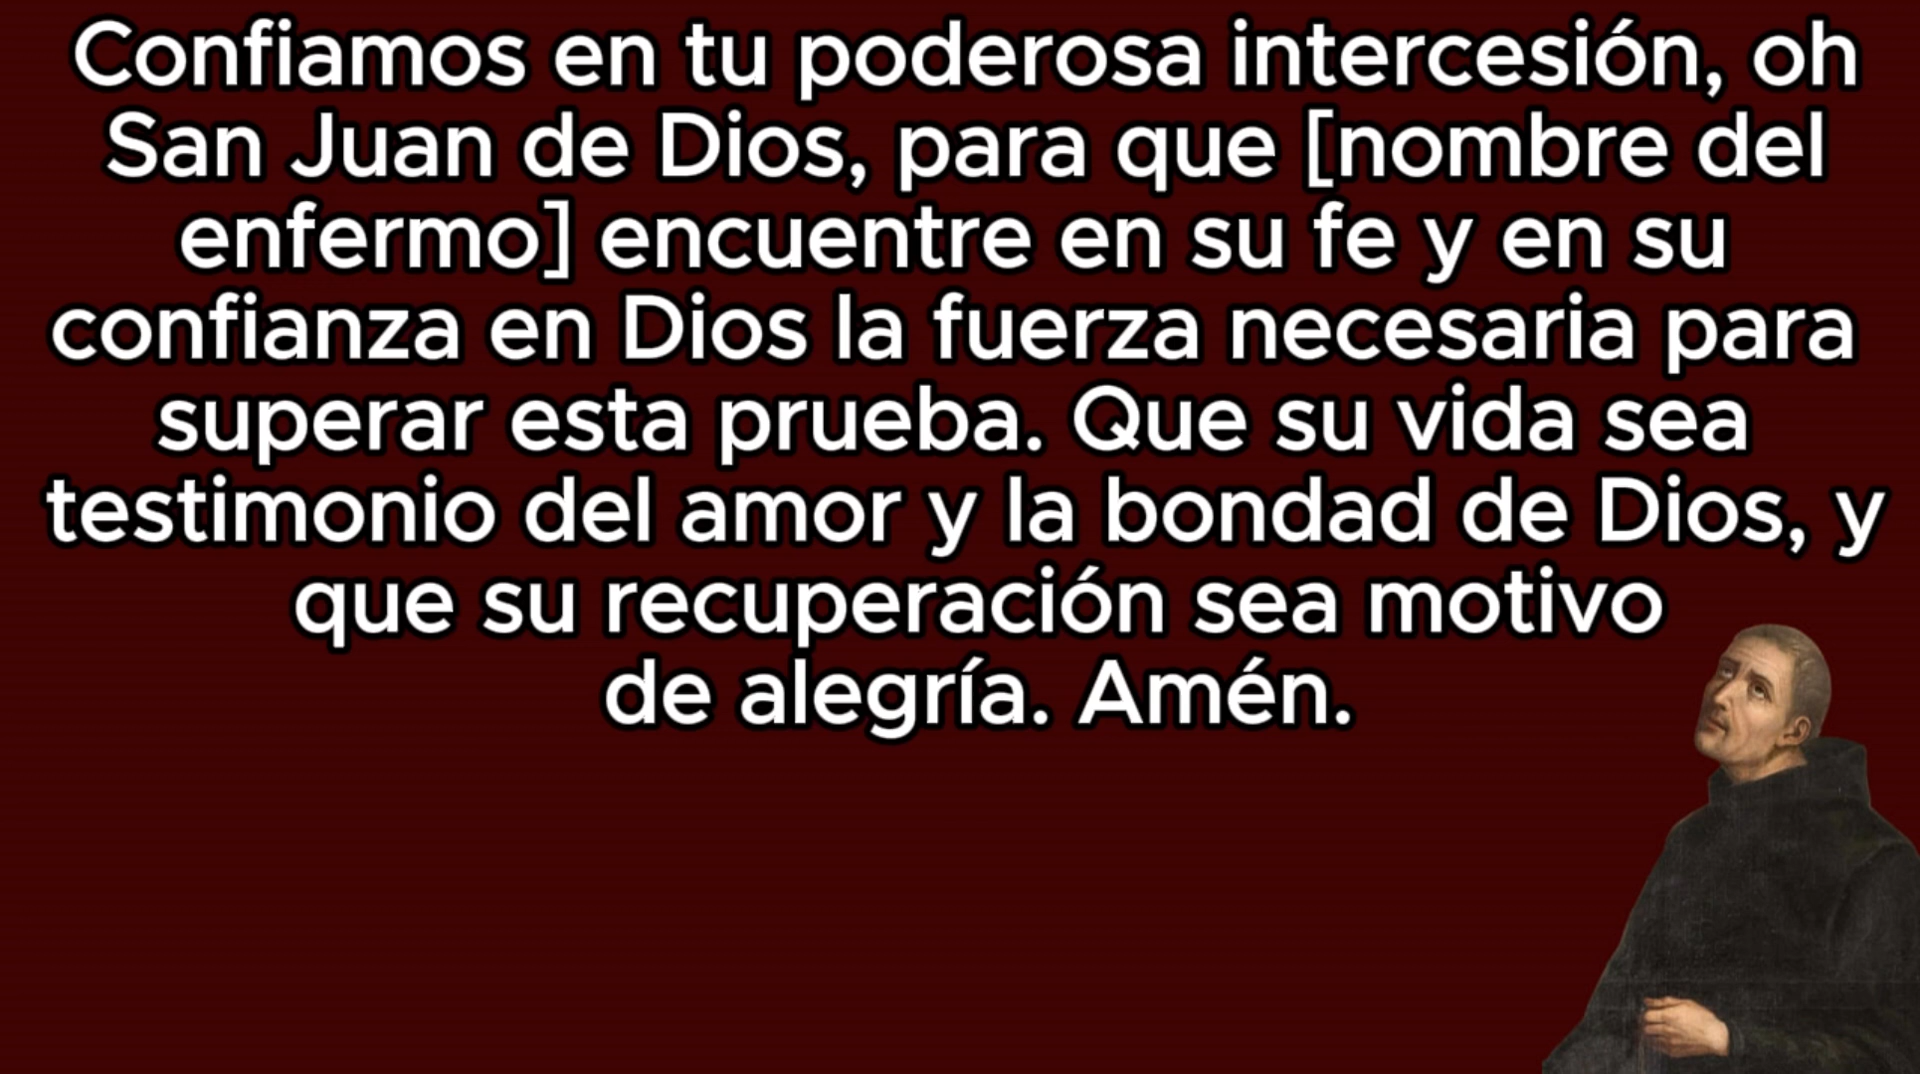 Confiamos en tu poderosa intercesión, oh
San Juan de Dios, para que [nombre del
enfermo] encuentre en su fe y en su
confianza en Dios la fuerza necesaria para
superar esta prueba. Que su vida sea
testimonio del amor y la bondad de Dios, y
que su recuperación sea motivo
de alegría. Amén.